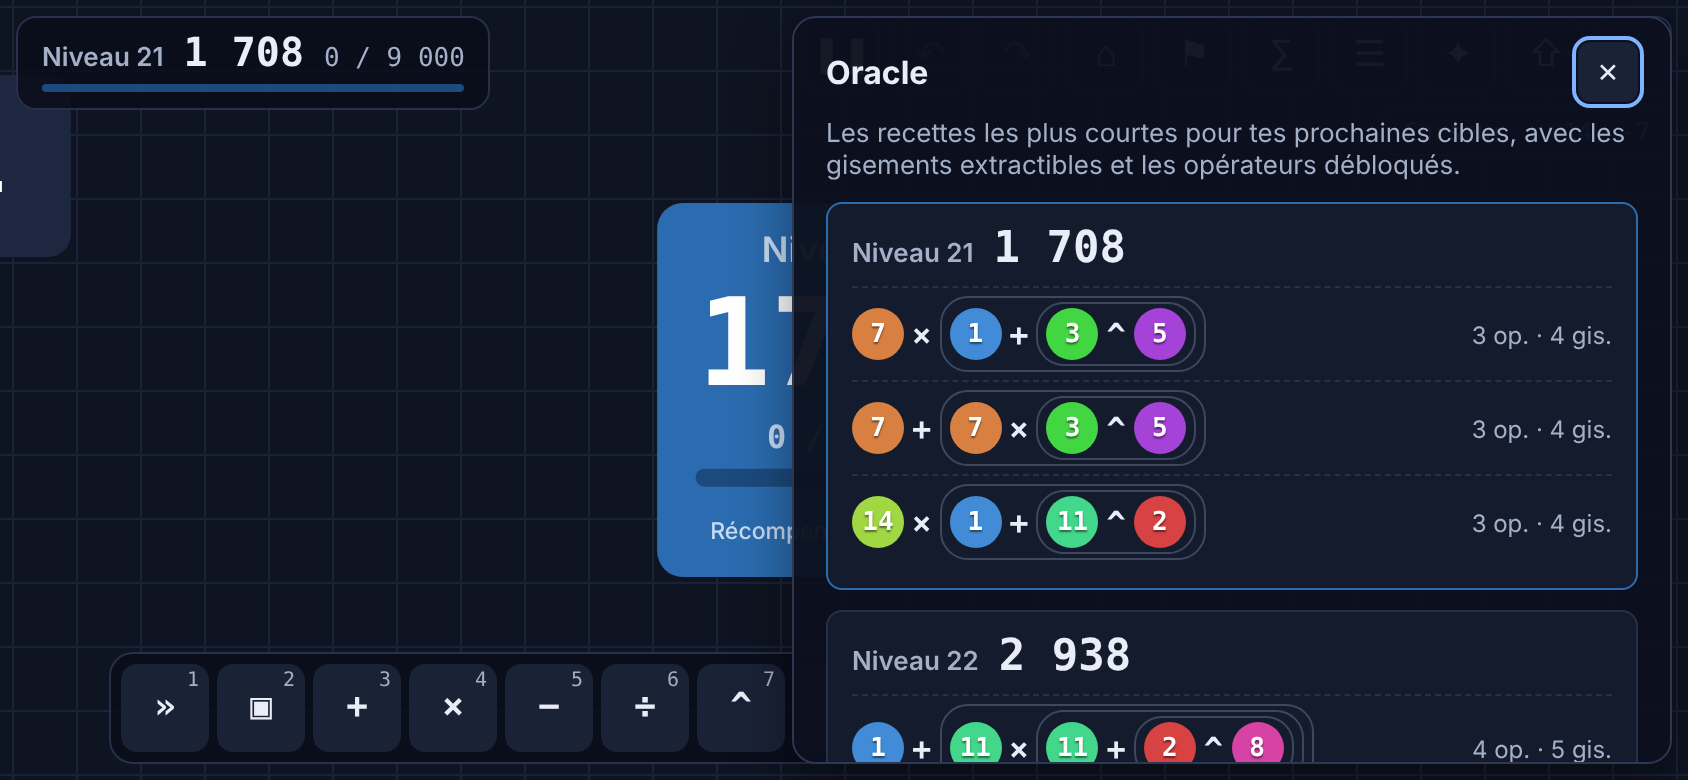 Niveau 21 1 708 0 / 9 000
Oracle ×
Les recettes les plus courtes pour tes prochaines cibles, avec les
gisements extractibles et les opérateurs débloqués.
Niveau 21 1 708
7 × 1 + 3 ^ 5 3 op. · 4 gis.
7 + 7 × 3 ^ 5 3 op. · 4 gis.
14 × 1 + 11 ^ 2 3 op. · 4 gis.
Niveau 22 2 938
1 + 11 × 11 + 2 ^ 8 4 op. · 5 gis.
17
0 /
1 2 3 4 5 6 7
» ▣ + × − ÷ ^